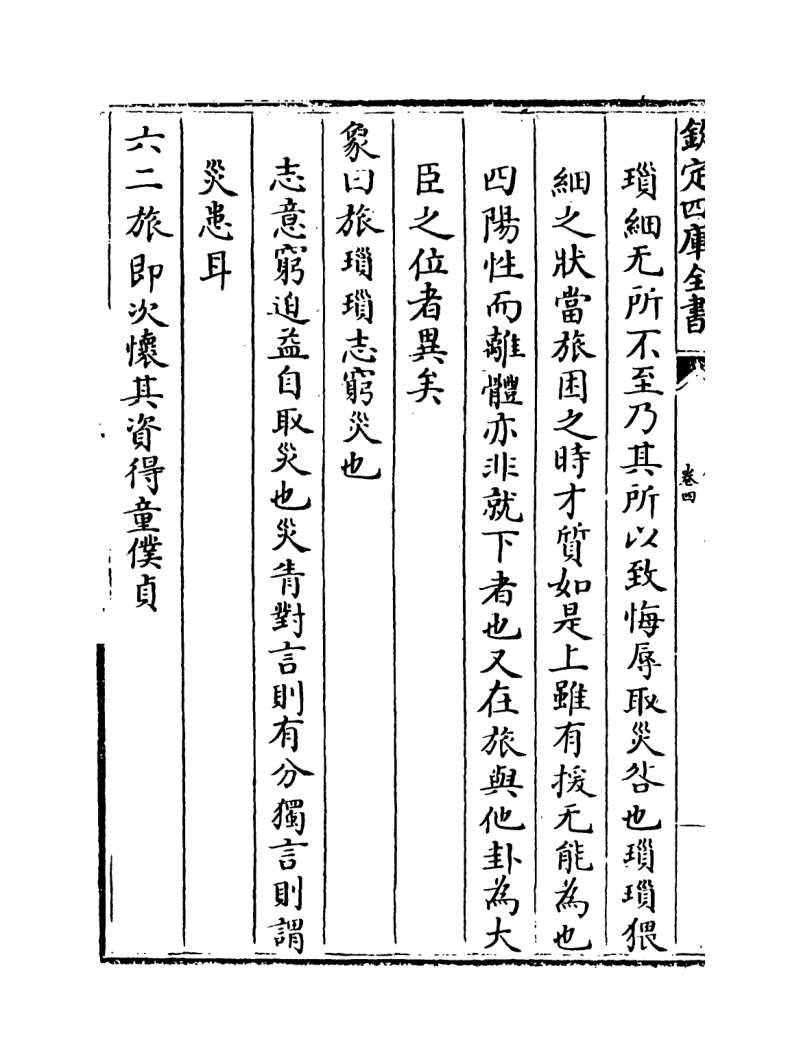 欽定四庫全書
卷四
瑣細无所不至乃其所以致悔辱取災咎也瑣瑣猥
細之狀當旅困之時才質如是上雖有援无能為也
四陽性而離體亦非就下者也又在旅與他卦為大
臣之位者異矣
象曰旅瑣瑣志窮災也
志意窮迫益自取災也災眚對言則有分獨言則謂
災患耳
六二旅即次懷其資得童僕貞